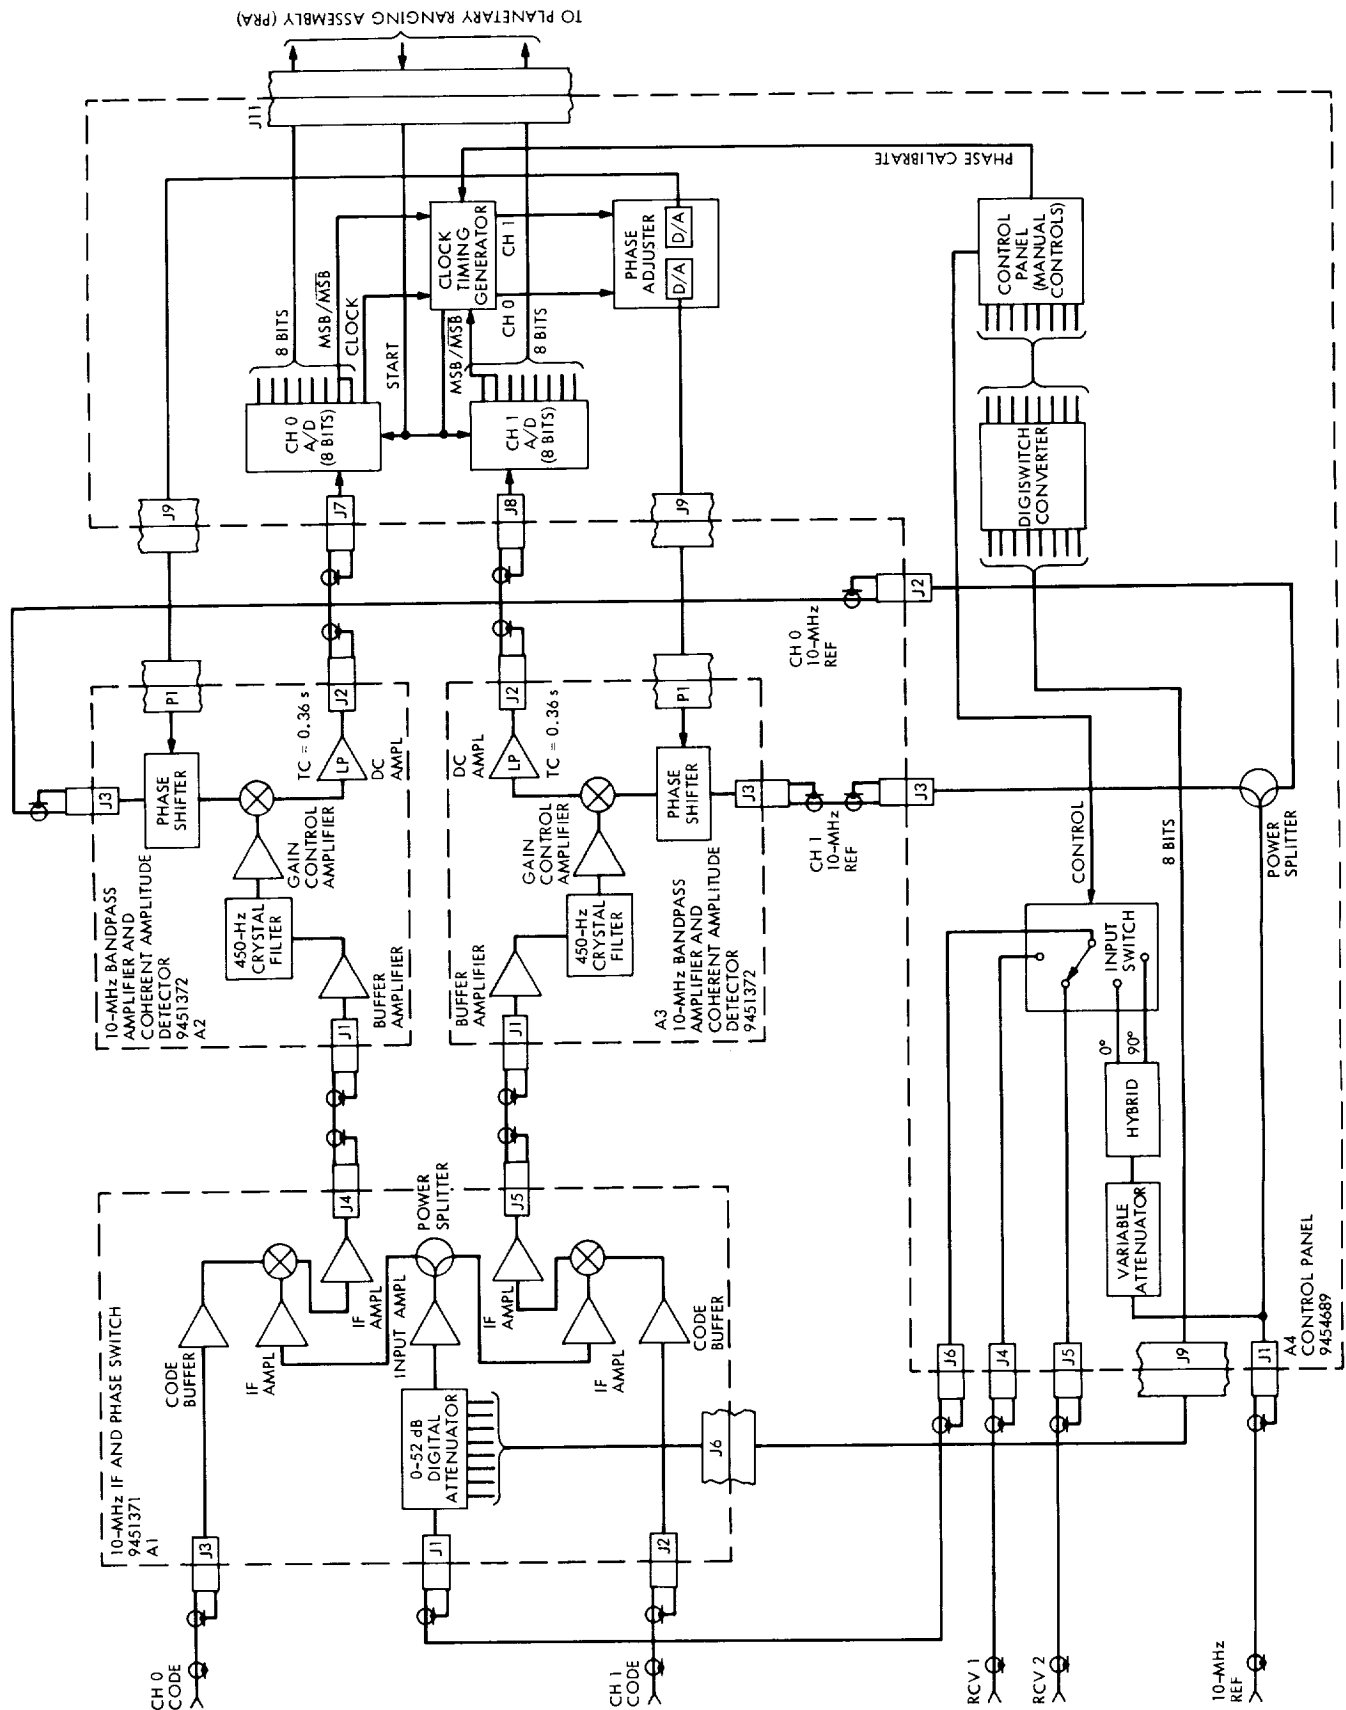 TO PLANETARY RANGING ASSEMBLY (PRA)
J11
8 BITS
MSB/M̅S̅B̅
CLOCK
START
MSB/M̅S̅B̅
8 BITS
CH 0
A/D
(8 BITS)
CH 1
A/D
(8 BITS)
CLOCK
TIMING
GENERATOR
CH 0
CH 1
PHASE
ADJUSTER
D/A
D/A
PHASE CALIBRATE
CONTROL
PANEL
(MANUAL
CONTROLS)
DIGISWITCH
CONVERTER
J9
J7
J8
J9
J2
CH 0
10-MHz
REF
P1
J2
TC = 0.36 s
J2
TC = 0.36 s
P1
J3
PHASE
SHIFTER
LP
DC
AMPL
GAIN
CONTROL
AMPLIFIER
450-Hz
CRYSTAL
FILTER
BUFFER
AMPLIFIER
J1
10-MHz BANDPASS
AMPLIFIER AND
COHERENT AMPLITUDE
DETECTOR
9451372
A2
DC
AMPL
LP
GAIN
CONTROL
AMPLIFIER
PHASE
SHIFTER
J3
450-Hz
CRYSTAL
FILTER
BUFFER
AMPLIFIER
J1
A3
10-MHz BANDPASS
AMPLIFIER AND
COHERENT AMPLITUDE
DETECTOR
9451372
CH 1
10-MHz
REF
J3
CONTROL
8 BITS
POWER
SPLITTER
INPUT
SWITCH
0°
90°
HYBRID
VARIABLE
ATTENUATOR
J6
J4
J5
J9
J1
A4
CONTROL PANEL
9454689
10-MHz IF AND PHASE SWITCH
9451371
A1
J4
POWER
SPLITTER
J5
CODE
BUFFER
IF
AMPL
IF
AMPL
INPUT AMPL
IF
AMPL
IF
AMPL
CODE
BUFFER
0-52 dB
DIGITAL
ATTENUATOR
J6
J3
J1
J2
CH 0
CODE
CH 1
CODE
RCV 1
RCV 2
10-MHz
REF